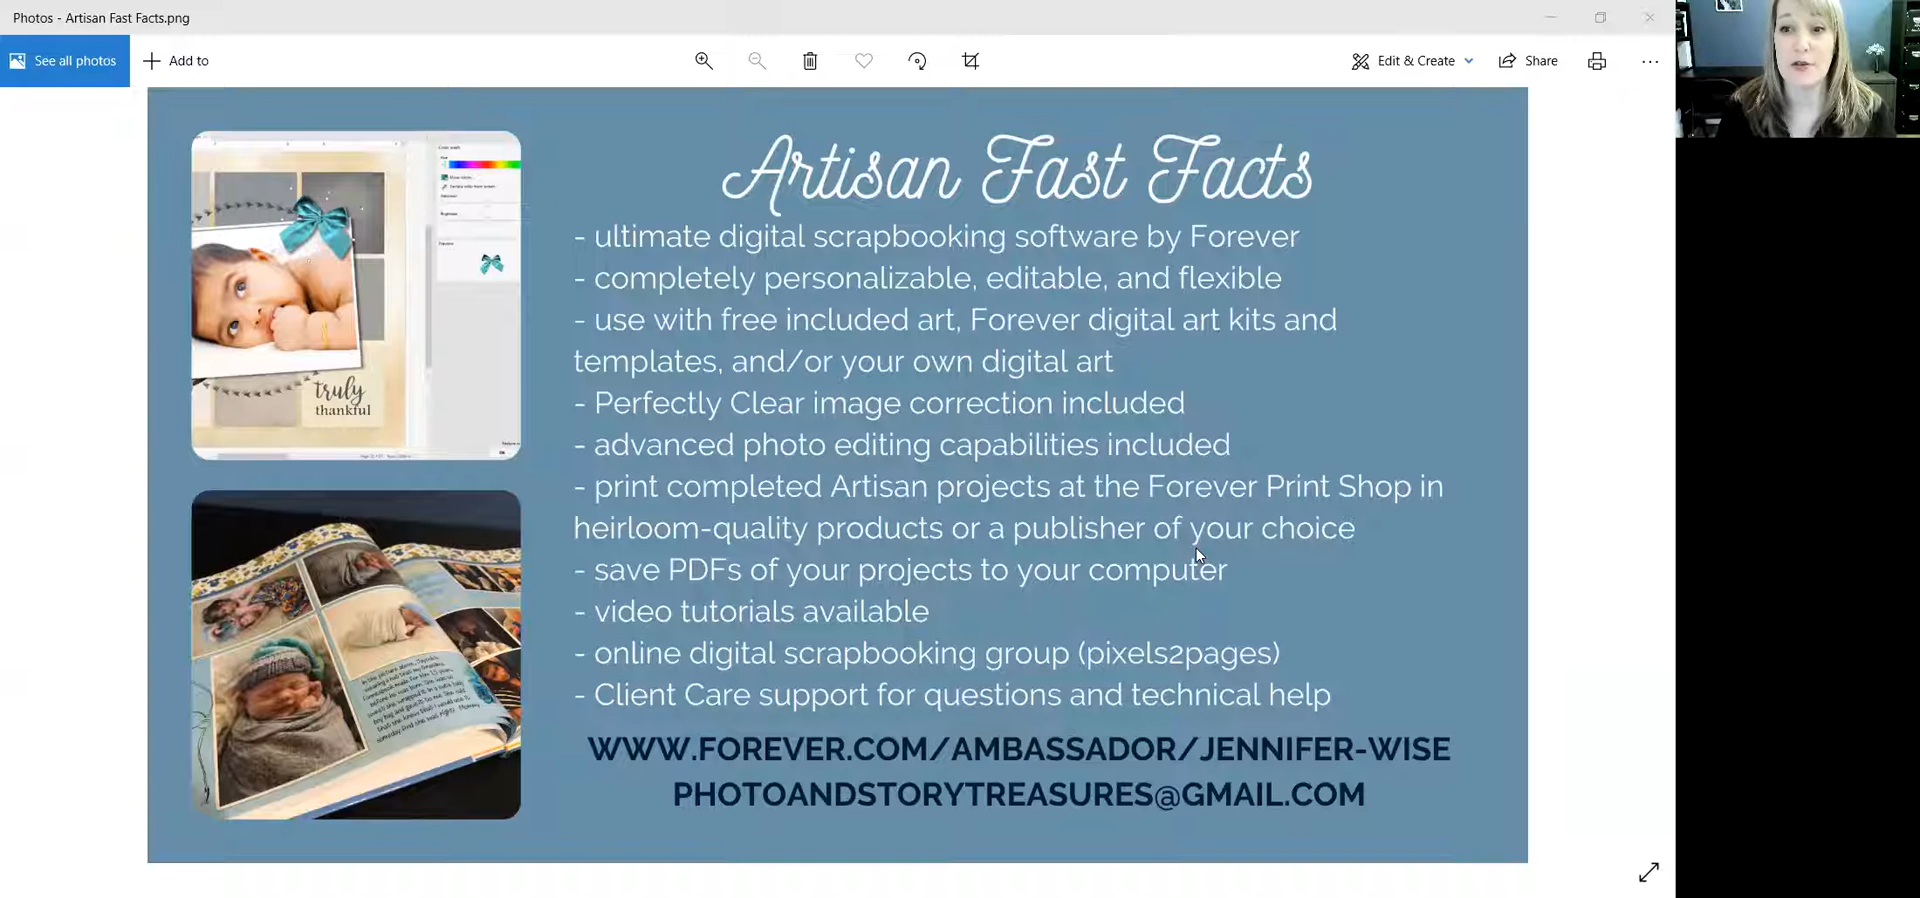 Photos - Artisan Fast Facts.png
See all photos
Add to
Edit & Create
Share
Artisan Fast Facts
- ultimate digital scrapbooking software by Forever
- completely personalizable, editable, and flexible
- use with free included art, Forever digital art kits and
templates, and/or your own digital art
- Perfectly Clear image correction included
- advanced photo editing capabilities included
- print completed Artisan projects at the Forever Print Shop in
heirloom-quality products or a publisher of your choice
- save PDFs of your projects to your computer
- video tutorials available
- online digital scrapbooking group (pixels2pages)
- Client Care support for questions and technical help
WWW.FOREVER.COM/AMBASSADOR/JENNIFER-WISE
PHOTOANDSTORYTREASURES@GMAIL.COM
truly
thankful